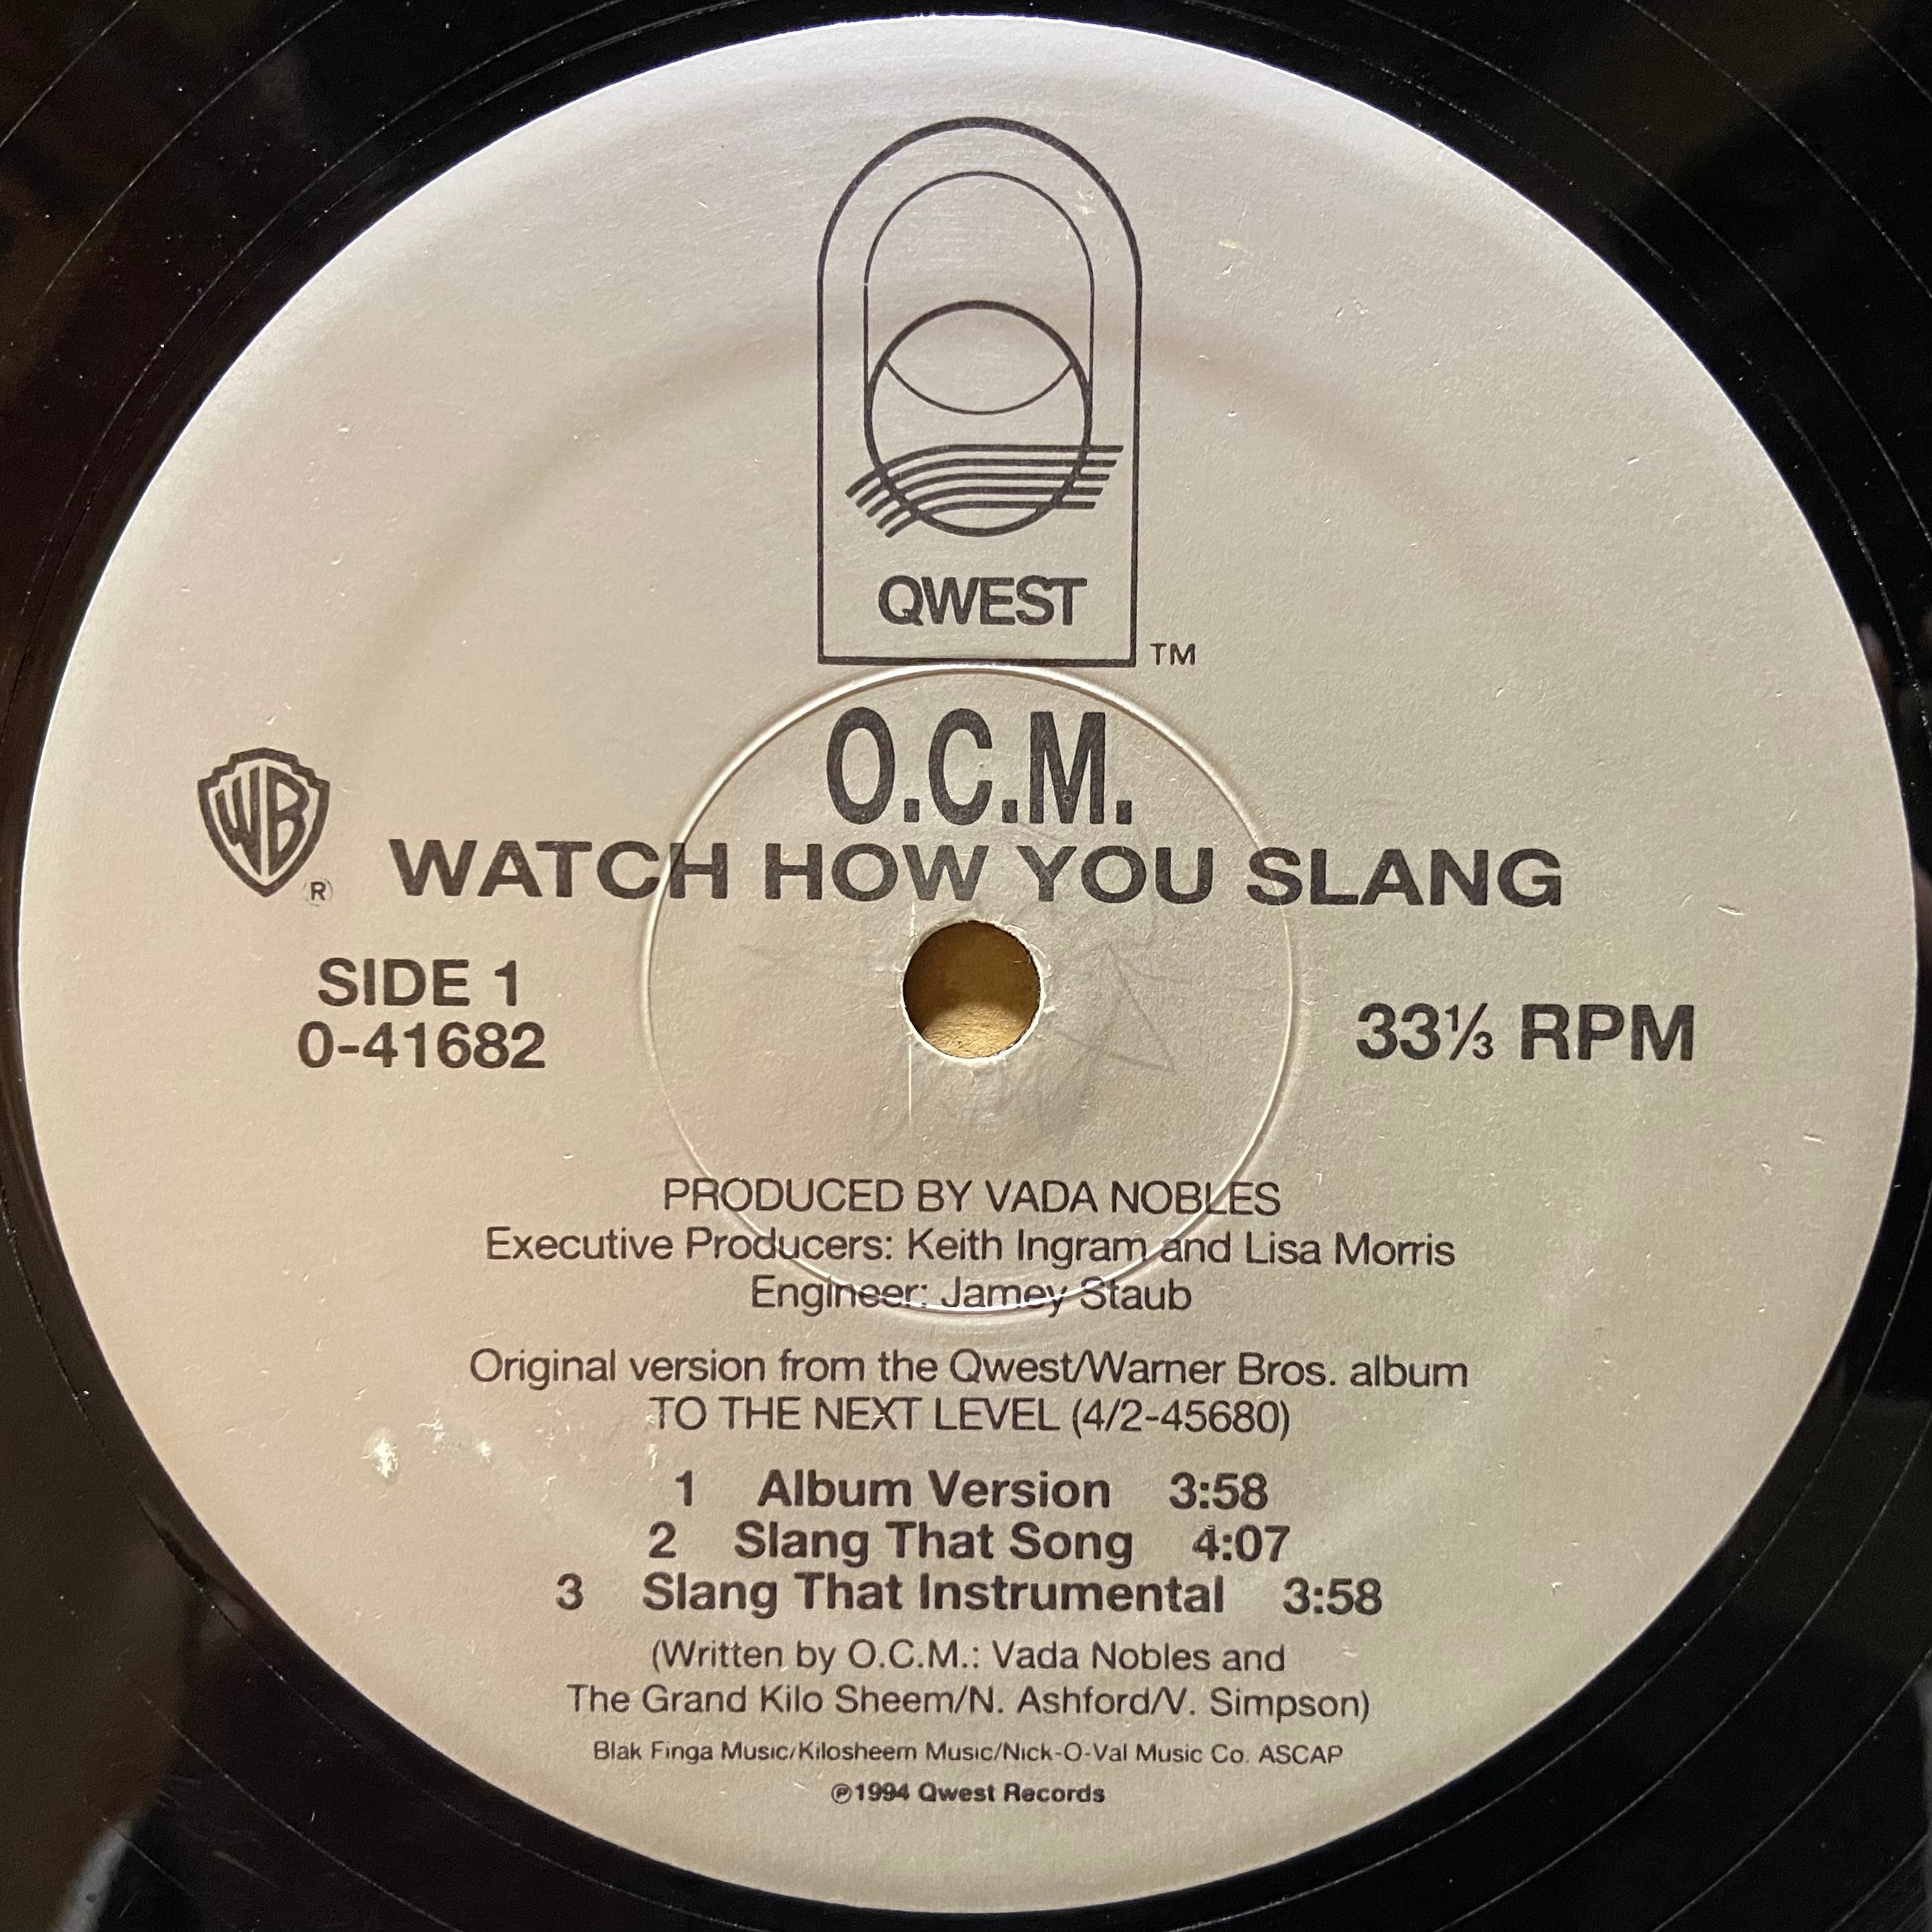 QWEST
TM
O.C.M.
WB
®
WATCH HOW YOU SLANG
SIDE 1
0-41682
33⅓ RPM
PRODUCED BY VADA NOBLES
Executive Producers: Keith Ingram and Lisa Morris
Engineer: Jamey Staub
Original version from the Qwest/Warner Bros. album
TO THE NEXT LEVEL (4/2-45680)
1 Album Version 3:58
2 Slang That Song 4:07
3 Slang That Instrumental 3:58
(Written by O.C.M.: Vada Nobles and
The Grand Kilo Sheem/N. Ashford/V. Simpson)
Blak Finga Music/Kilosheem Music/Nick-O-Val Music Co. ASCAP
℗1994 Qwest Records